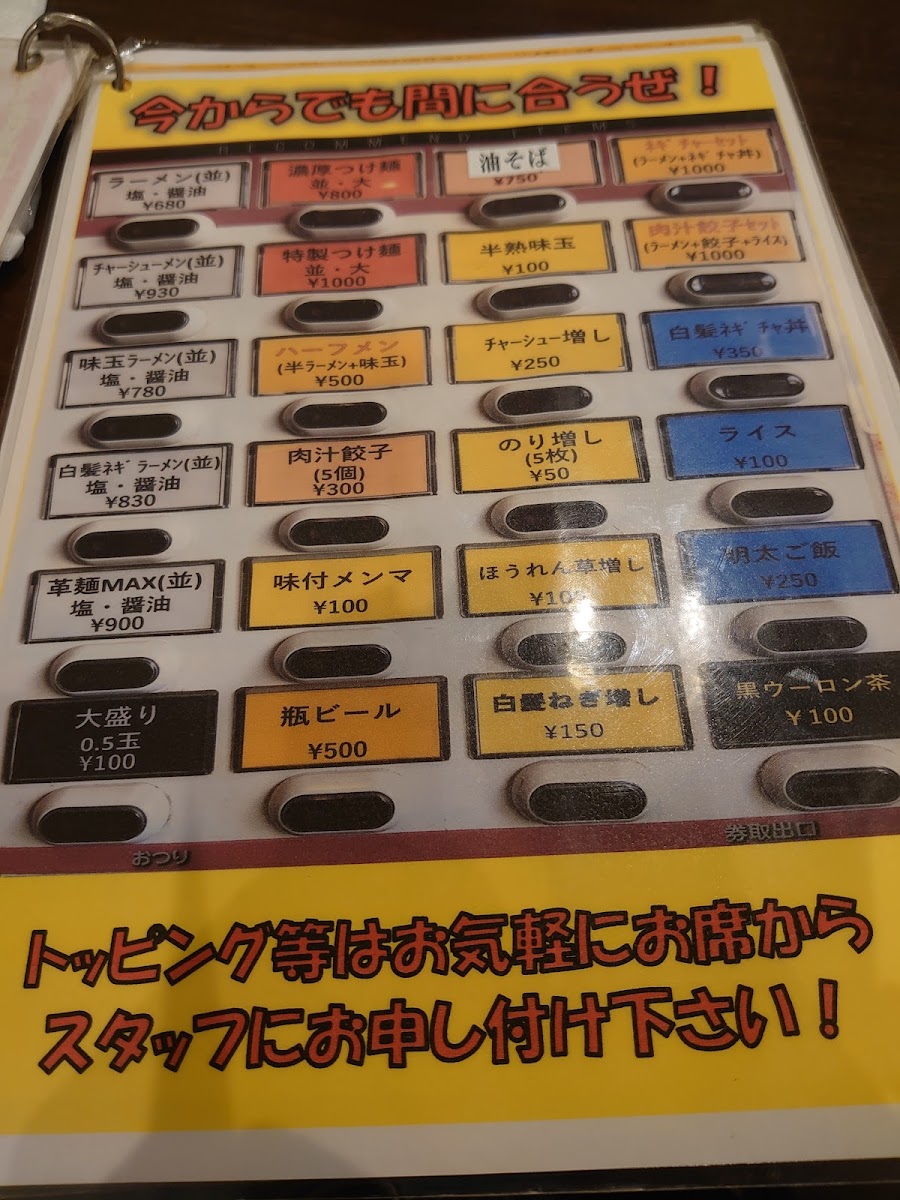 今からでも間に合うぜ！
RECOMMEND ITEMS
ラーメン(並)
塩・醤油
¥680
濃厚つけ麺
並・大
¥800
油そば
¥750
ﾈｷﾞﾁｬｰセット
(ラーメン+ﾈｷﾞﾁｬ丼)
¥1000
チャーシューメン(並)
塩・醤油
¥930
特製つけ麺
並・大
¥1000
半熟味玉
¥100
肉汁餃子セット
(ラーメン+餃子+ライス)
¥1000
味玉ラーメン(並)
塩・醤油
¥780
ハーフメン
(半ラーメン+味玉)
¥500
チャーシュー増し
¥250
白髪ﾈｷﾞﾁｬ丼
¥350
白髪ﾈｷﾞラーメン(並)
塩・醤油
¥830
肉汁餃子
(5個)
¥300
のり増し
(5枚)
¥50
ライス
¥100
革麺MAX(並)
塩・醤油
¥900
味付メンマ
¥100
ほうれん草増し
¥100
明太ご飯
¥250
大盛り
0.5玉
¥100
瓶ビール
¥500
白髪ねぎ増し
¥150
黒ウーロン茶
¥100
おつり
券取出口
トッピング等はお気軽にお席から
スタッフにお申し付け下さい！